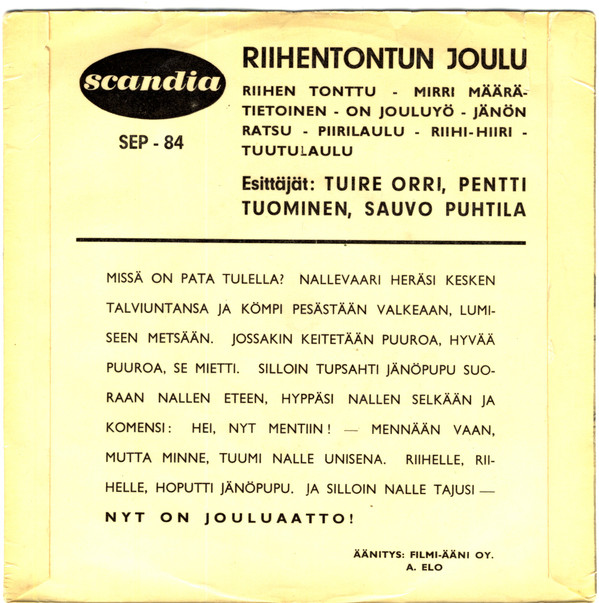 scandia
SEP - 84
RIIHENTONTUN JOULU
RIIHEN TONTTU - MIRRI MÄÄRÄ-
TIETOINEN - ON JOULUYÖ - JÄNÖN
RATSU - PIIRILAULU - RIIHI-HIIRI -
TUUTULAULU
Esittäjät: TUIRE ORRI, PENTTI
TUOMINEN, SAUVO PUHTILA
MISSÄ ON PATA TULELLA? NALLEVAARI HERÄSI KESKEN
TALVIUNTANSA JA KÖMPI PESÄSTÄÄN VALKEAAN, LUMI-
SEEN METSÄÄN. JOSSAKIN KEITETÄÄN PUUROA, HYVÄÄ
PUUROA, SE MIETTI. SILLOIN TUPSAHTI JÄNÖPUPU SUO-
RAAN NALLEN ETEEN, HYPPÄSI NALLEN SELKÄÄN JA
KOMENSI: HEI, NYT MENTIIN! — MENNÄÄN VAAN,
MUTTA MINNE, TUUMI NALLE UNISENA. RIIHELLE, RII-
HELLE, HOPUTTI JÄNÖPUPU. JA SILLOIN NALLE TAJUSI —
NYT ON JOULUAATTO!
ÄÄNITYS: FILMI-ÄÄNI OY.
A. ELO